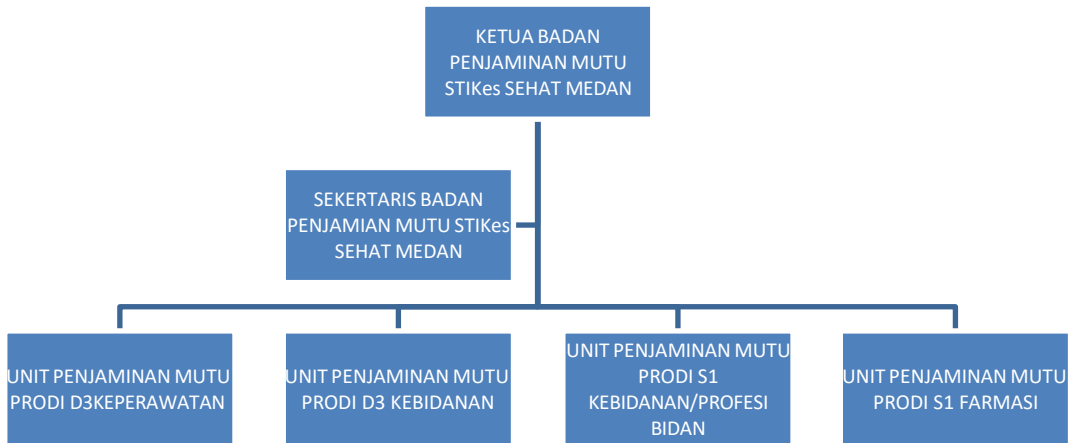 KETUA BADAN
PENJAMINAN MUTU
STIKes SEHAT MEDAN
SEKERTARIS BADAN
PENJAMIAN MUTU STIKes
SEHAT MEDAN
UNIT PENJAMINAN MUTU
PRODI D3KEPERAWATAN
UNIT PENJAMINAN MUTU
PRODI D3 KEBIDANAN
UNIT PENJAMINAN MUTU
PRODI S1
KEBIDANAN/PROFESI
BIDAN
UNIT PENJAMINAN MUTU
PRODI S1 FARMASI